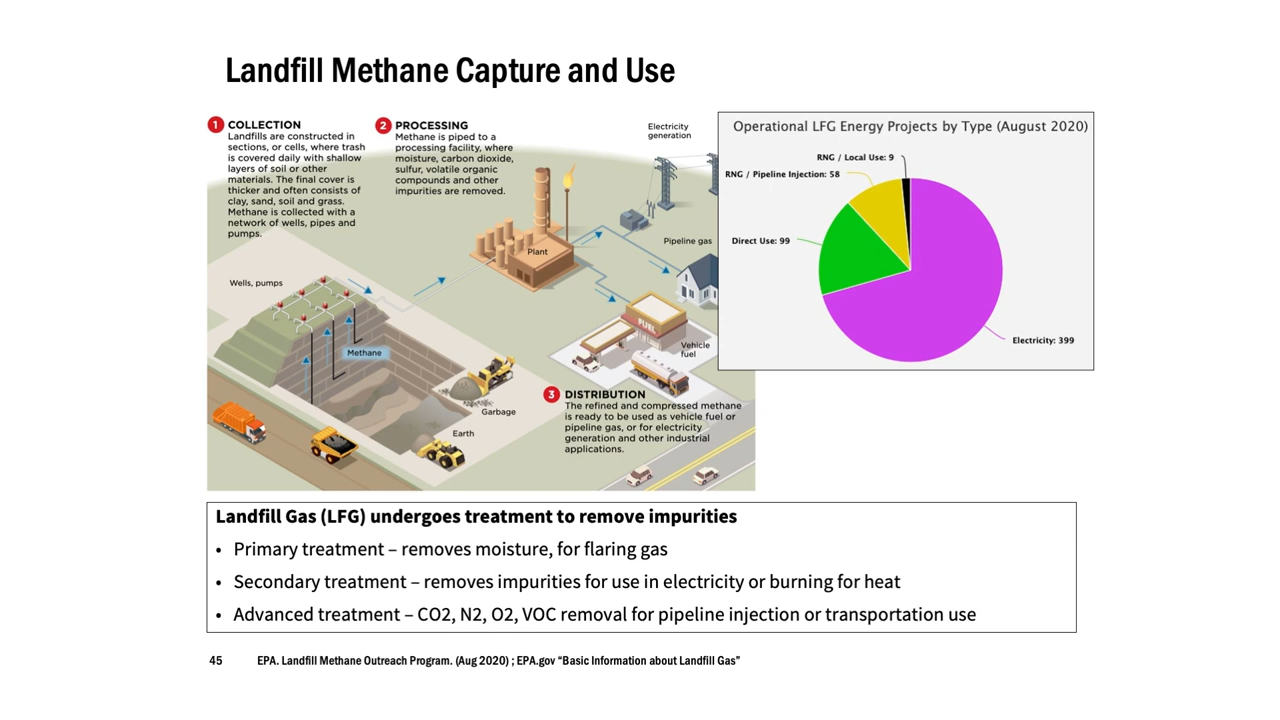 Landfill Methane Capture and Use
1 COLLECTION
Landfills are constructed in
sections, or cells, where trash
is covered daily with shallow
layers of soil or other
materials. The final cover is
thicker and often consists of
clay, sand, soil and grass.
Methane is collected with a
network of wells, pipes and
pumps.
2 PROCESSING
Methane is piped to a
processing facility, where
moisture, carbon dioxide,
sulfur, volatile organic
compounds and other
impurities are removed.
Electricity
generation
Plant
Pipeline gas
Wells, pumps
FUEL
Vehicle
fuel
Methane
Garbage
Earth
3 DISTRIBUTION
The refined and compressed methane
is ready to be used as vehicle fuel or
pipeline gas, or for electricity
generation and other industrial
applications.
Operational LFG Energy Projects by Type (August 2020)
RNG / Local Use: 9
RNG / Pipeline Injection: 58
Direct Use: 99
Electricity: 399
Landfill Gas (LFG) undergoes treatment to remove impurities
• Primary treatment – removes moisture, for flaring gas
• Secondary treatment – removes impurities for use in electricity or burning for heat
• Advanced treatment – CO2, N2, O2, VOC removal for pipeline injection or transportation use
45 EPA. Landfill Methane Outreach Program. (Aug 2020) ; EPA.gov “Basic Information about Landfill Gas”